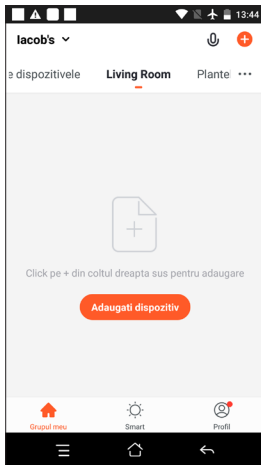 13:44
Iacob's
e dispozitivele Living Room Plante
Click pe + din coltul dreapta sus pentru adaugare
Adaugati dispozitiv
Grupul meu Smart Profil